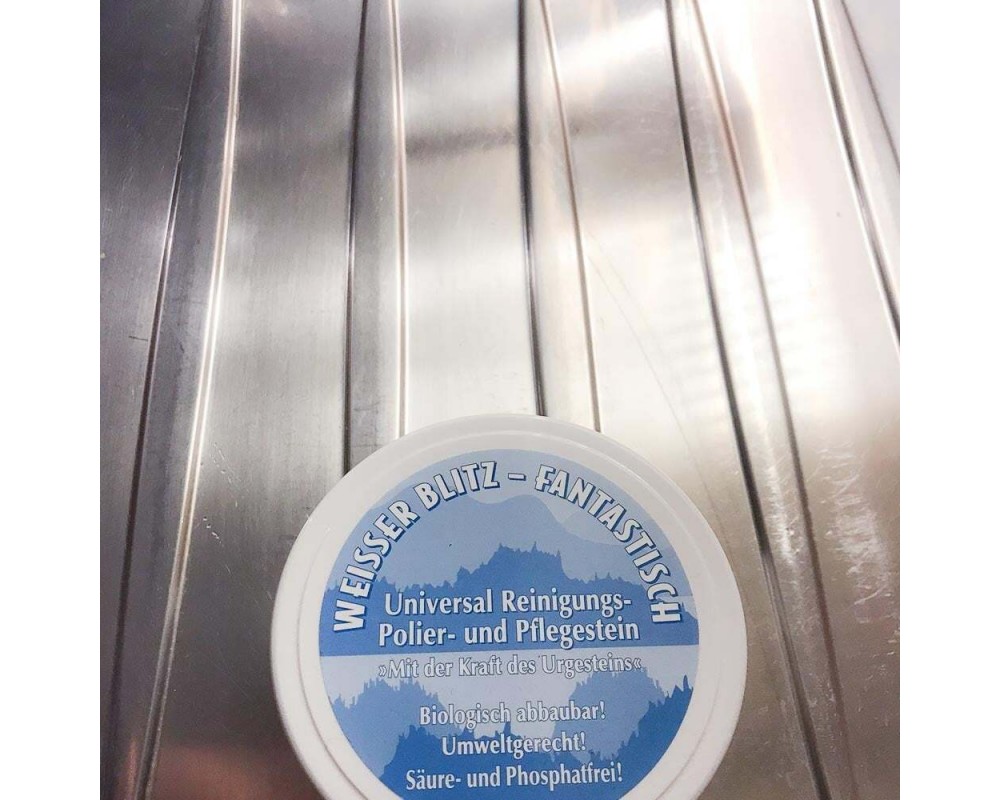 WEISSER BLITZ – FANTASTISCH
Universal Reinigungs-
Polier- und Pflegestein
»Mit der Kraft des Urgesteins«
Biologisch abbaubar!
Umweltgerecht!
Säure- und Phosphatfrei!